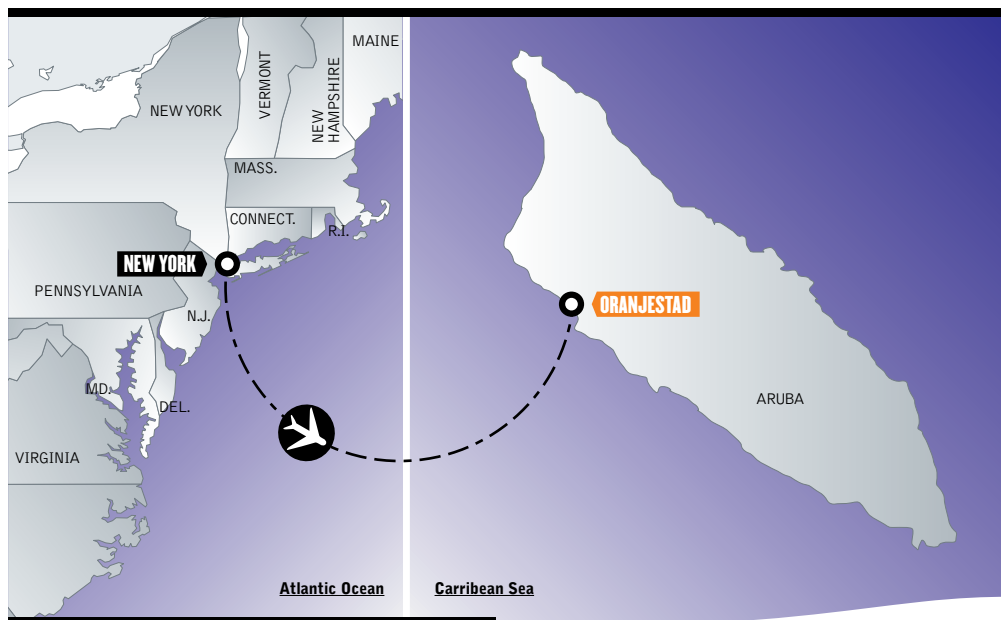 MAINE
VERMONT
NEW
HAMPSHIRE
NEW YORK
MASS.
CONNECT.
R.I.
NEW YORK
PENNSYLVANIA
N.J.
MD.
DEL.
VIRGINIA
Atlantic Ocean
ORANJESTAD
ARUBA
Carribean Sea